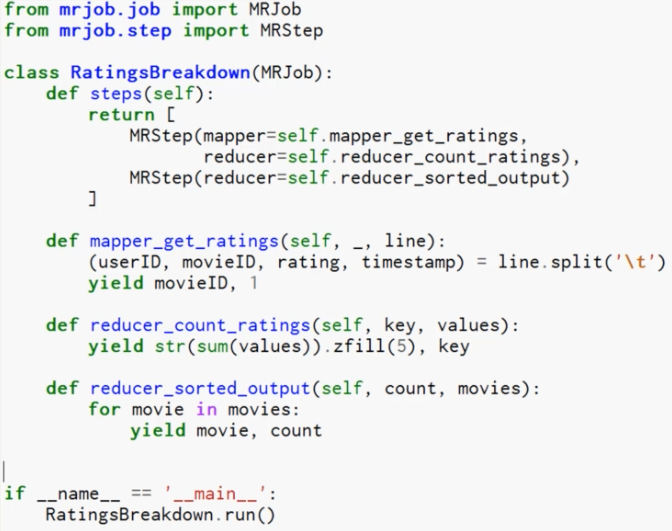 from mrjob.job import MRJob
from mrjob.step import MRStep

class RatingsBreakdown(MRJob):
    def steps(self):
        return [
            MRStep(mapper=self.mapper_get_ratings,
                   reducer=self.reducer_count_ratings),
            MRStep(reducer=self.reducer_sorted_output)
        ]

    def mapper_get_ratings(self, _, line):
        (userID, movieID, rating, timestamp) = line.split('\t')
        yield movieID, 1

    def reducer_count_ratings(self, key, values):
        yield str(sum(values)).zfill(5), key

    def reducer_sorted_output(self, count, movies):
        for movie in movies:
            yield movie, count


if __name__ == '__main__':
    RatingsBreakdown.run()